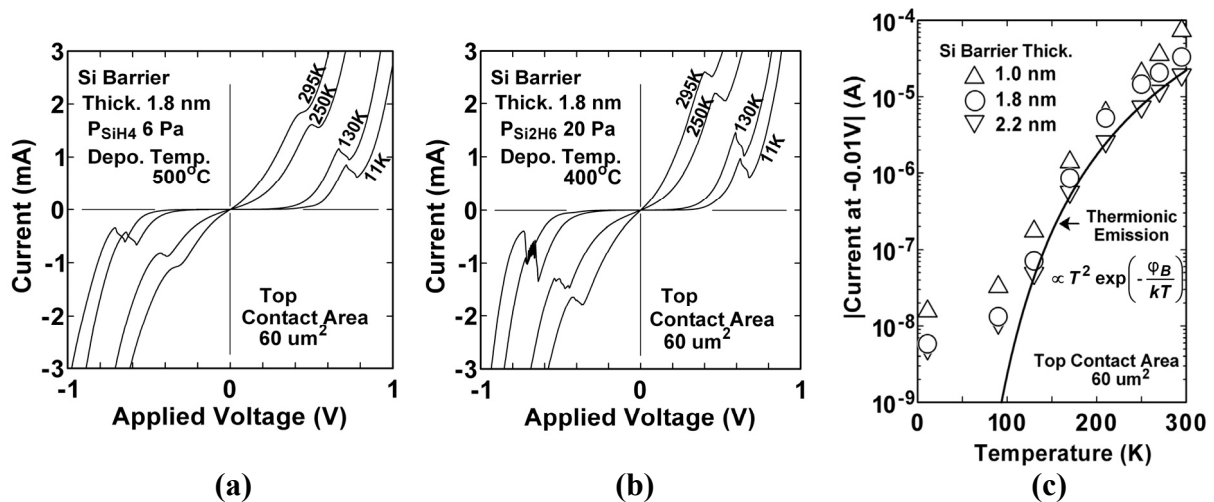 3
2
1
0
-1
-2
-3
Current (mA)
Si Barrier
Thick. 1.8 nm
P_SiH4 6 Pa
Depo. Temp.
500°C
295K
250K
130K
11K
Top
Contact Area
60 um²
-1
0
1
Applied Voltage (V)
(a)
3
2
1
0
-1
-2
-3
Current (mA)
Si Barrier
Thick. 1.8 nm
P_Si2H6 20 Pa
Depo. Temp.
400°C
295K
250K
130K
11K
Top
Contact Area
60 um²
-1
0
1
Applied Voltage (V)
(b)
10⁻⁴
10⁻⁵
10⁻⁶
10⁻⁷
10⁻⁸
10⁻⁹
|Current at -0.01V| (A)
Si Barrier Thick.
1.0 nm
1.8 nm
2.2 nm
Thermionic
Emission
∝ T² exp(-φ_B/kT)
Top Contact Area
60 um²
0
100
200
300
Temperature (K)
(c)